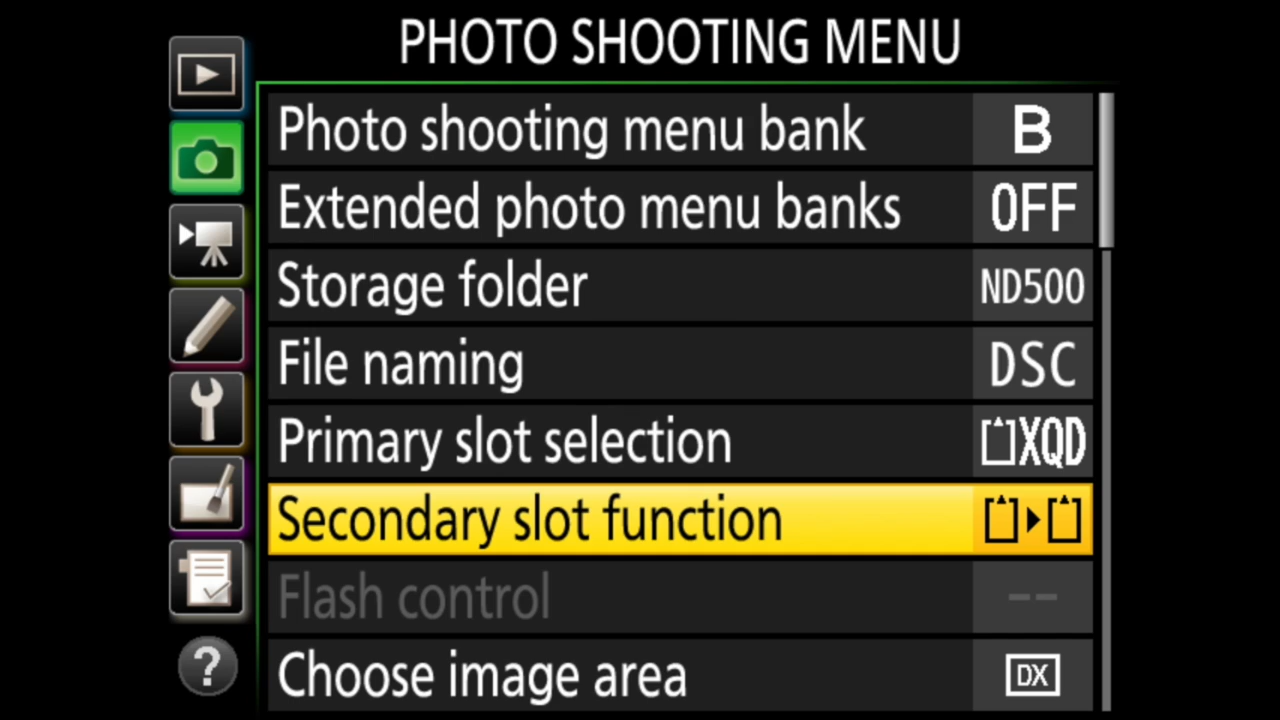 PHOTO SHOOTING MENU
Photo shooting menu bank B
Extended photo menu banks OFF
Storage folder ND500
File naming DSC
Primary slot selection XQD
Secondary slot function
Flash control --
Choose image area DX
?